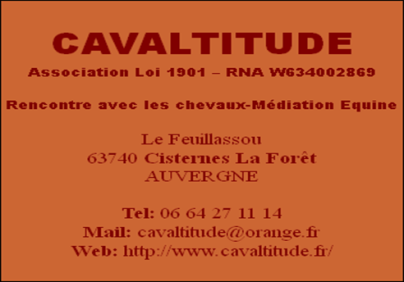 CAVALTITUDE
Association Loi 1901 – RNA W634002869
Rencontre avec les chevaux-Médiation Equine
Le Feuillassou
63740 Cisternes La Forêt
AUVERGNE
Tel: 06 64 27 11 14
Mail: cavaltitude@orange.fr
Web: http://www.cavaltitude.fr/